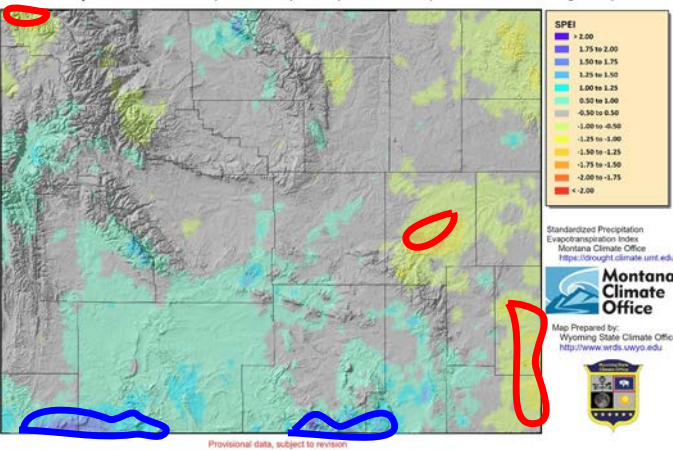 SPEI
> 2.00
1.75 to 2.00
1.50 to 1.75
1.25 to 1.50
1.00 to 1.25
0.50 to 1.00
-0.50 to 0.50
-1.00 to -0.50
-1.25 to -1.00
-1.50 to -1.25
-1.75 to -1.50
-2.00 to -1.75
< -2.00
Standardized Precipitation
Evapotranspiration Index
Montana Climate Office
https://drought.climate.umt.edu
Montana
Climate
Office
Map Prepared by:
Wyoming State Climate Office
http://www.wrds.uwyo.edu
Provisional data, subject to revision